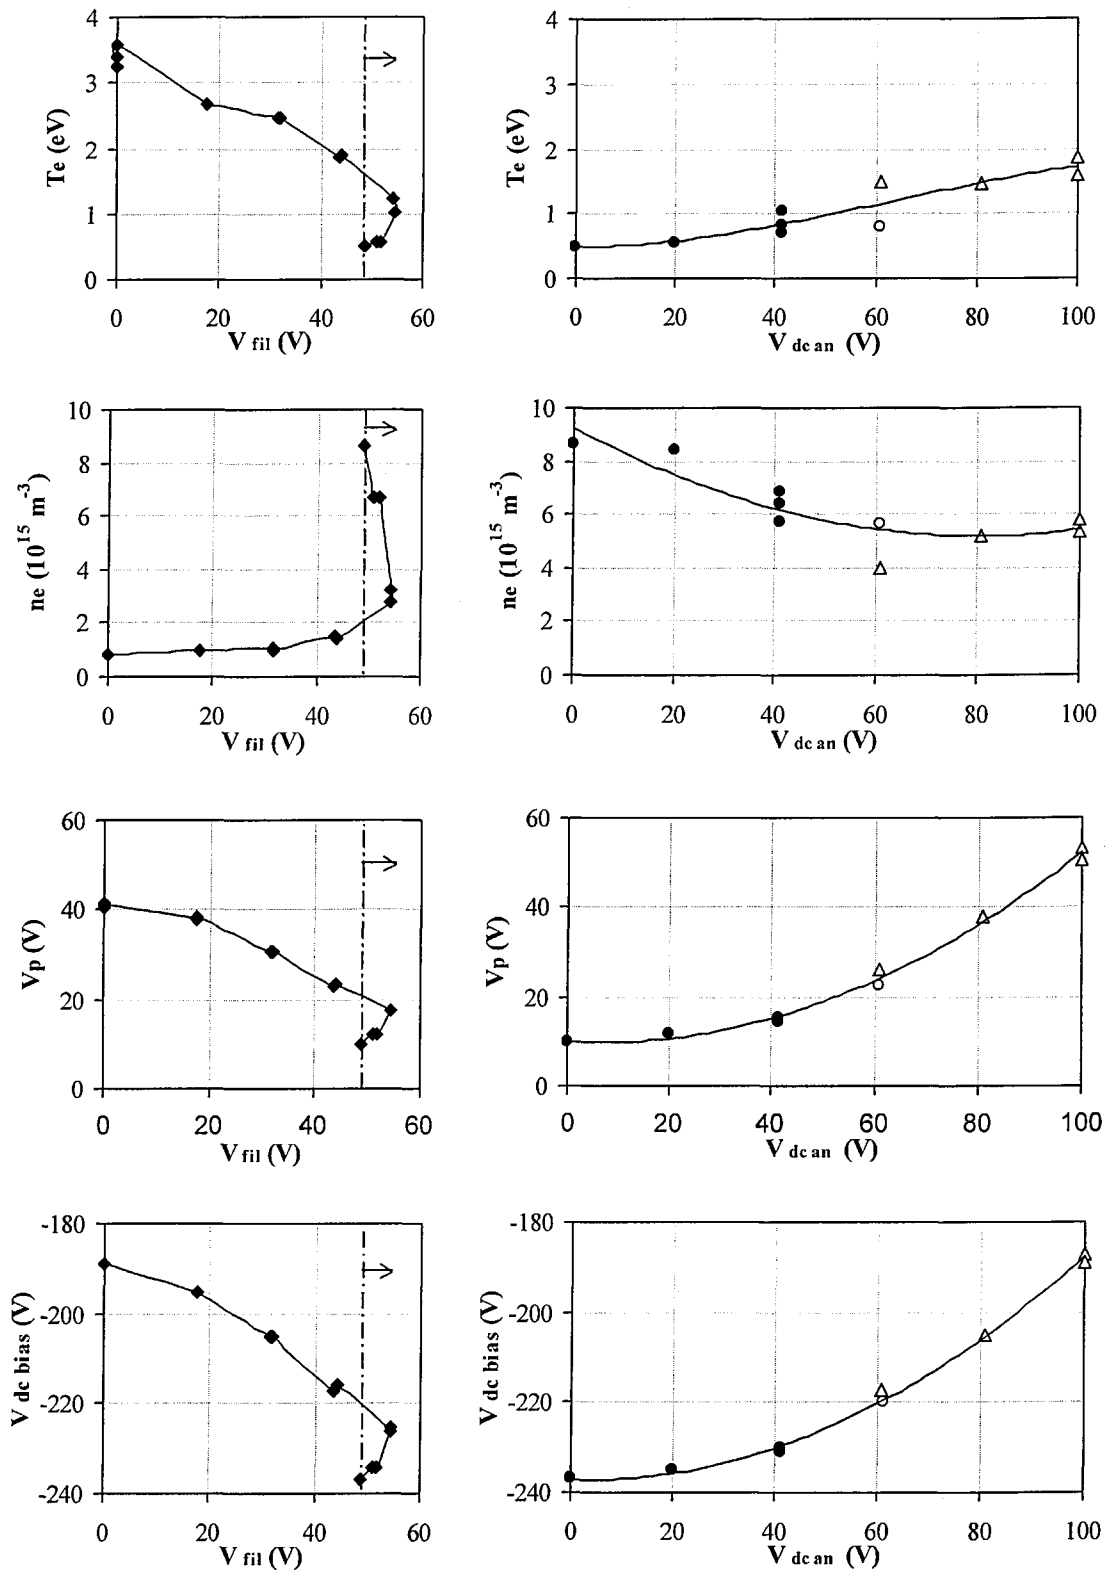 4
3
2
1
0
Te (eV)
0 20 40 60
V fil (V)
4
3
2
1
0
Te (eV)
0 20 40 60 80 100
V dc an (V)
10
8
6
4
2
0
ne (10^15 m^-3)
0 20 40 60
V fil (V)
10
8
6
4
2
0
ne (10^15 m^-3)
0 20 40 60 80 100
V dc an (V)
60
40
20
0
Vp (V)
0 20 40 60
V fil (V)
60
40
20
0
Vp (V)
0 20 40 60 80 100
V dc an (V)
-180
-200
-220
-240
V dc bias (V)
0 20 40 60
V fil (V)
-180
-200
-220
-240
V dc bias (V)
0 20 40 60 80 100
V dc an (V)